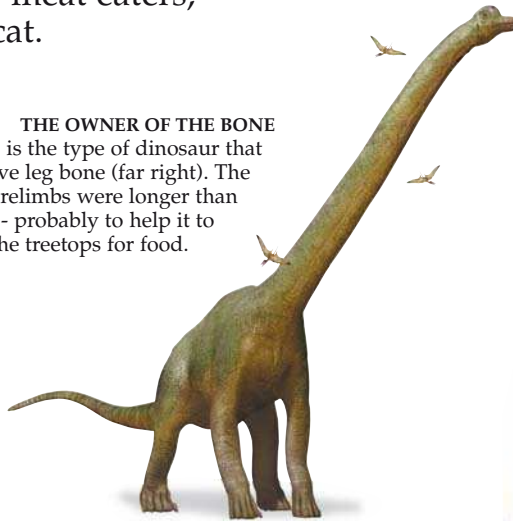 meat eaters,
cat.
THE OWNER OF THE BONE
is the type of dinosaur that
ve leg bone (far right). The
relimbs were longer than
- probably to help it to
he treetops for food.